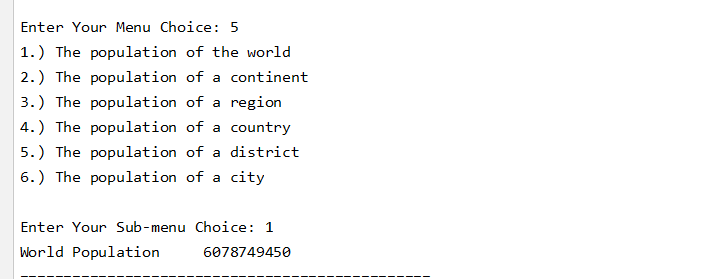 Enter Your Menu Choice: 5
1.) The population of the world
2.) The population of a continent
3.) The population of a region
4.) The population of a country
5.) The population of a district
6.) The population of a city
Enter Your Sub-menu Choice: 1
World Population     6078749450
-----------------------------------------------